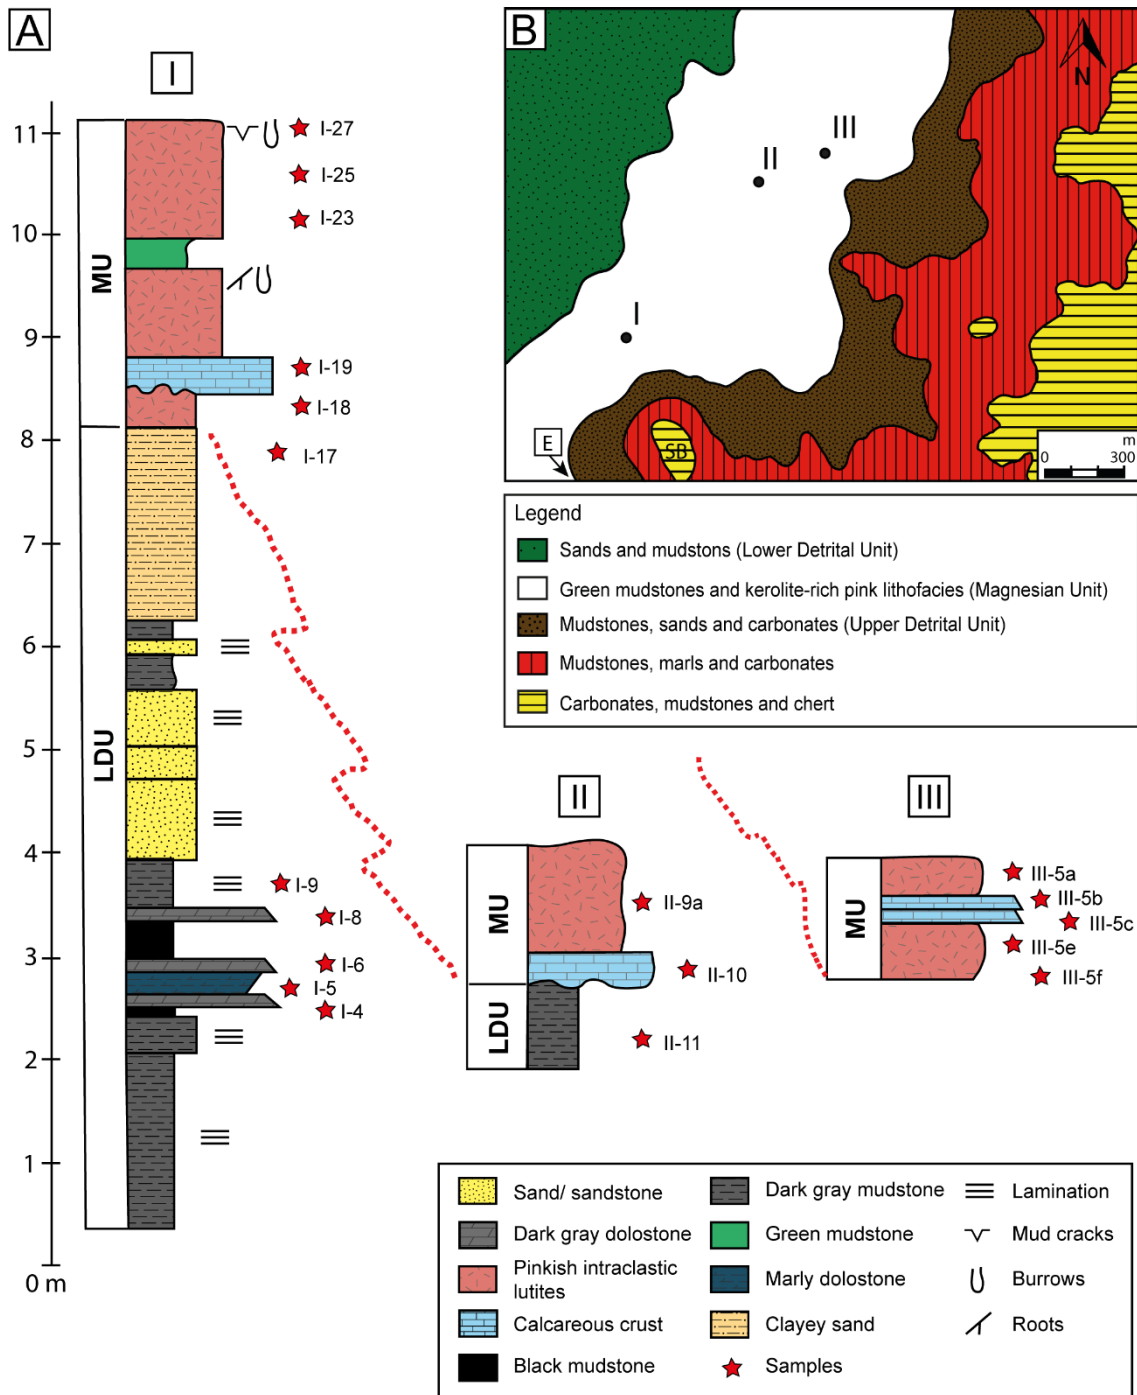 A
I
11
10
9
8
7
6
5
4
3
2
1
0 m
MU
LDU
I-27
I-25
I-23
I-19
I-18
I-17
I-9
I-8
I-6
I-5
I-4
B
N
III
II
I
E
SB
m
0 300
Legend
Sands and mudstons (Lower Detrital Unit)
Green mudstones and kerolite-rich pink lithofacies (Magnesian Unit)
Mudstones, sands and carbonates (Upper Detrital Unit)
Mudstones, marls and carbonates
Carbonates, mudstones and chert
II
MU
LDU
II-9a
II-10
II-11
III
MU
III-5a
III-5b
III-5c
III-5e
III-5f
Sand/ sandstone
Dark gray dolostone
Pinkish intraclastic
lutites
Calcareous crust
Black mudstone
Dark gray mudstone
Green mudstone
Marly dolostone
Clayey sand
Samples
Lamination
Mud cracks
Burrows
Roots